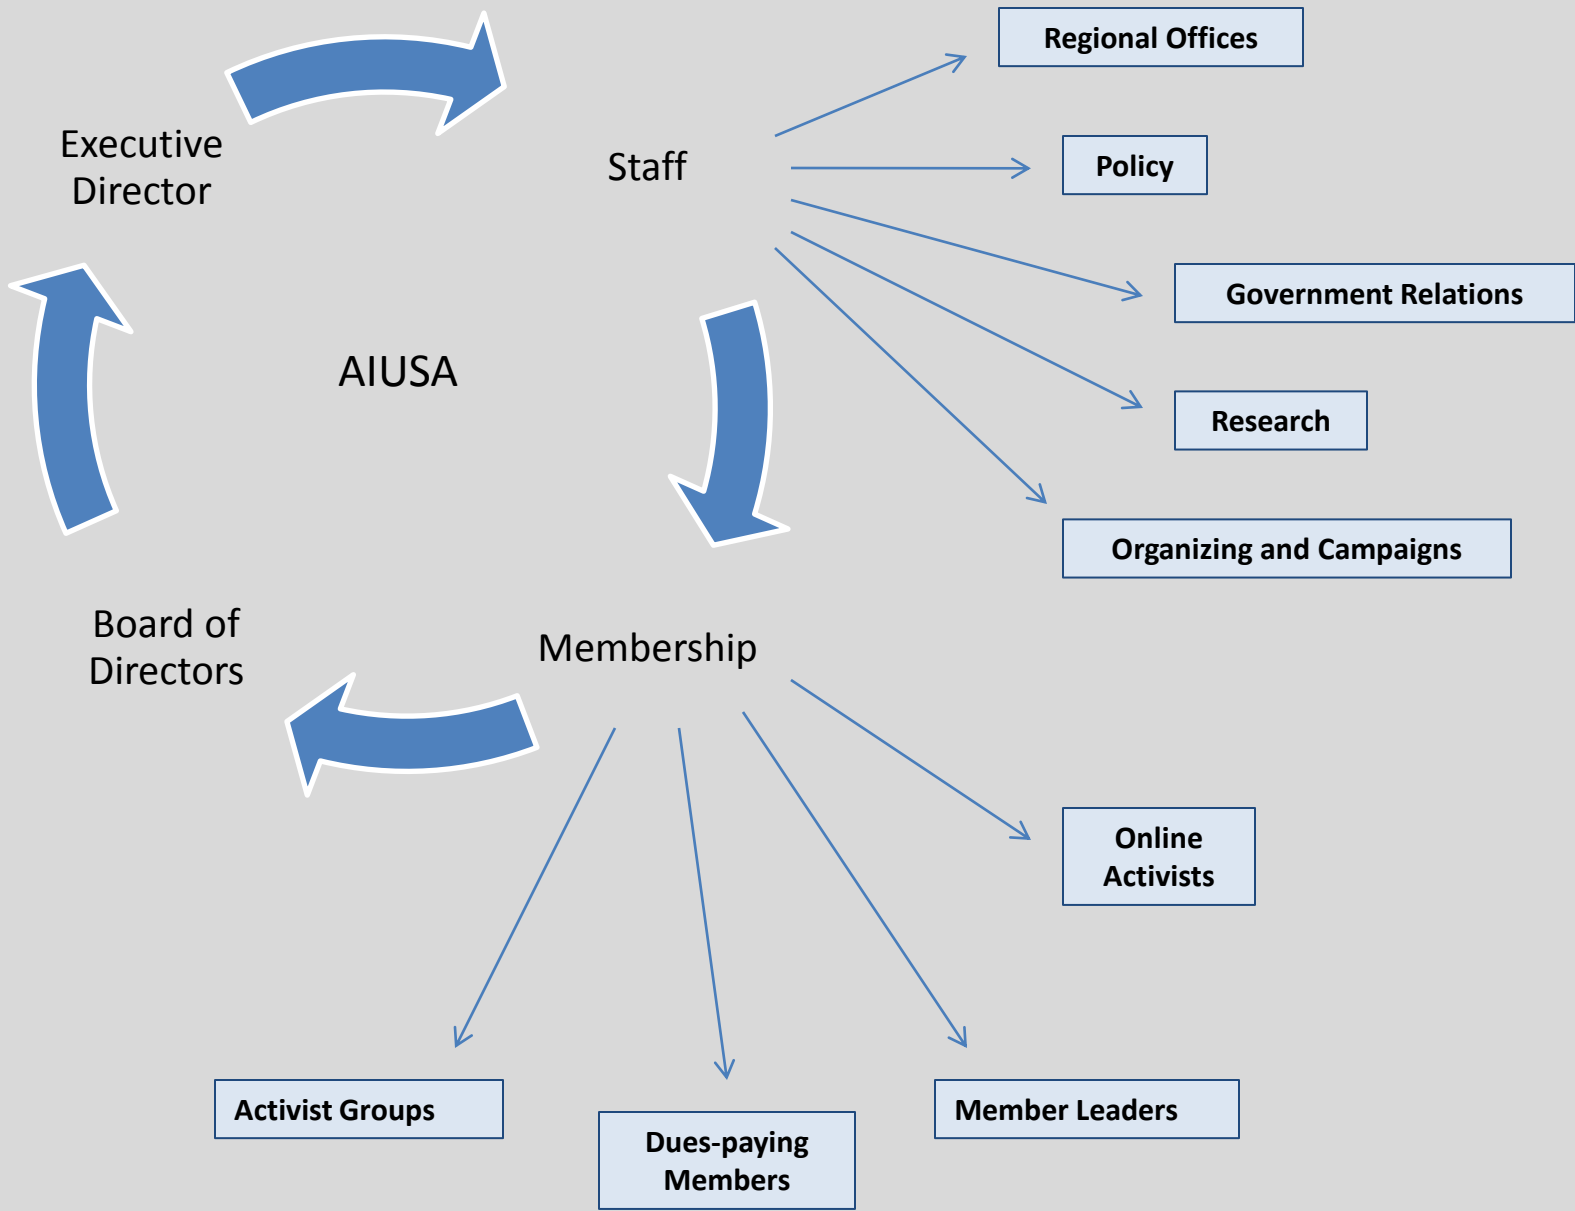 Regional Offices
Executive
Director
Staff
Policy
Government Relations
AIUSA
Research
Organizing and Campaigns
Board of
Directors
Membership
Online
Activists
Activist Groups
Dues-paying
Members
Member Leaders